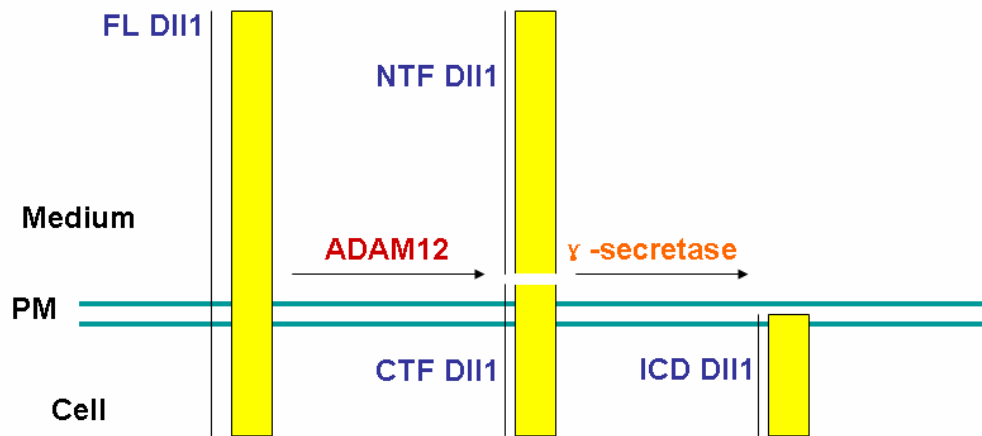 FL Dll1
NTF Dll1
Medium
ADAM12
γ -secretase
PM
CTF Dll1
ICD Dll1
Cell